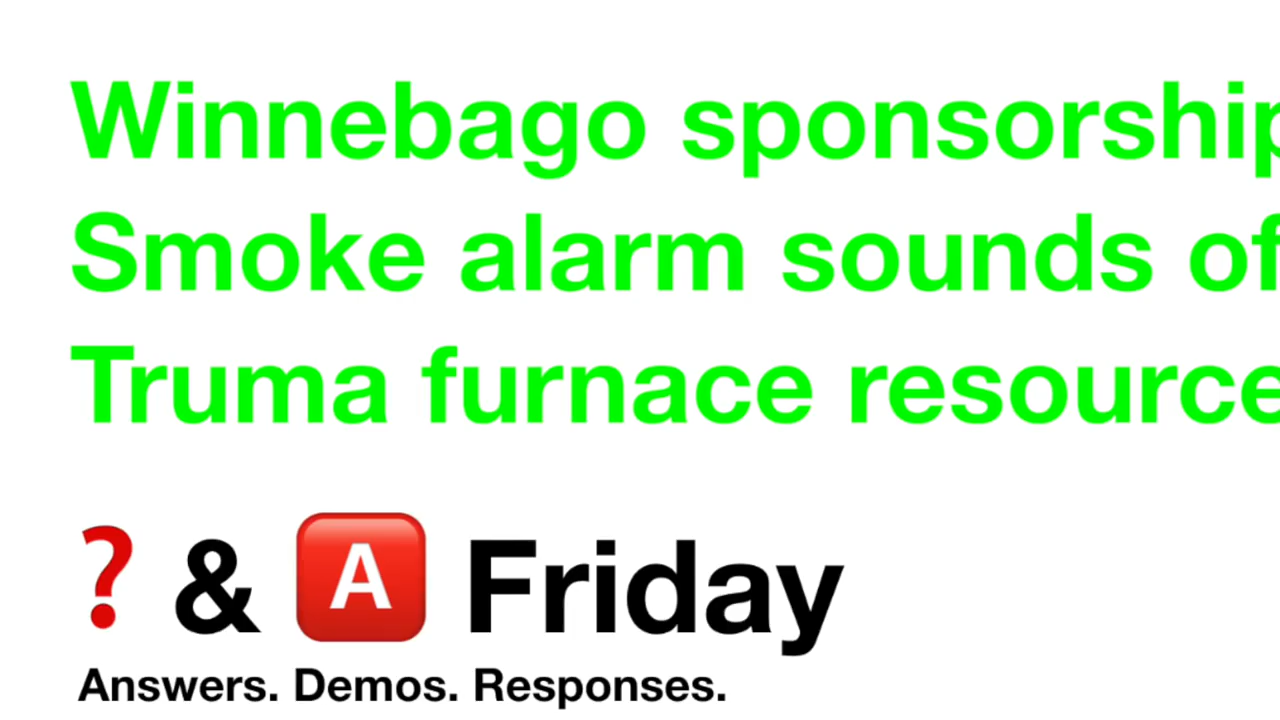 Winnebago sponsorship
Smoke alarm sounds of
Truma furnace resource
❓ & 🅰 Friday
Answers. Demos. Responses.